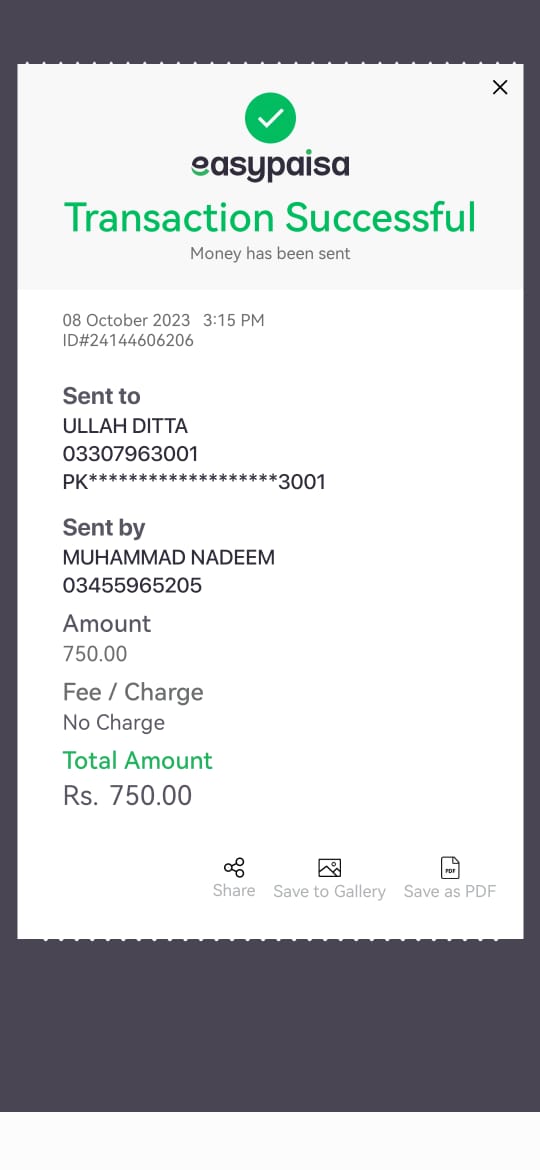 easypaisa
Transaction Successful
Money has been sent
08 October 2023 3:15 PM
ID#24144606206
Sent to
ULLAH DITTA
03307963001
PK*******************3001
Sent by
MUHAMMAD NADEEM
03455965205
Amount
750.00
Fee / Charge
No Charge
Total Amount
Rs. 750.00
PDF
Share Save to Gallery Save as PDF